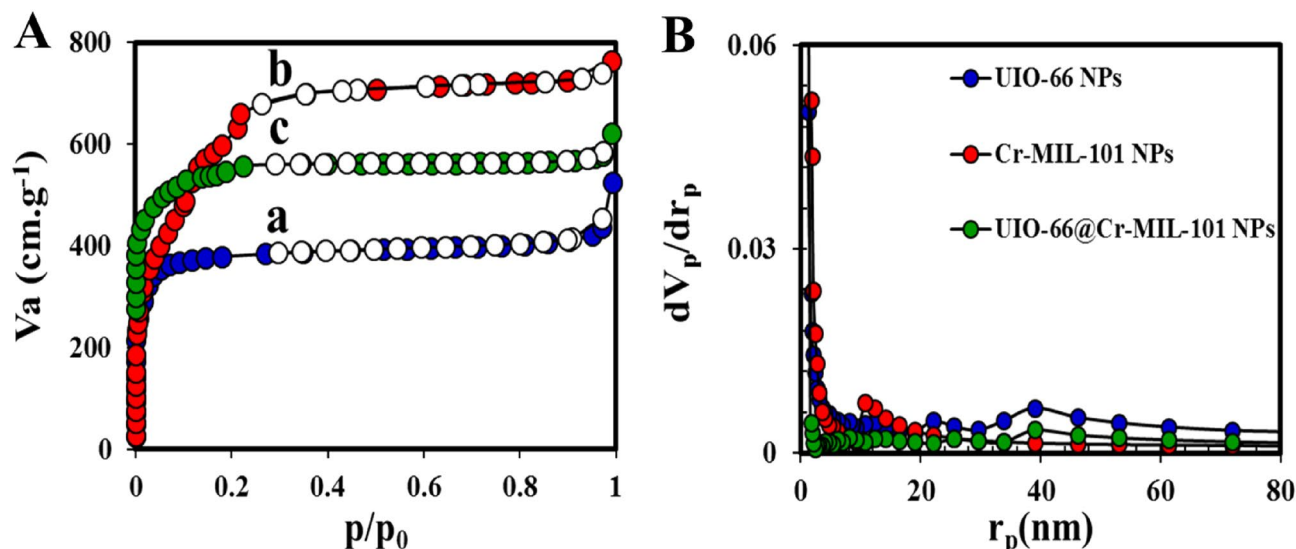 A
B
800
600
400
200
0
Va (cm.g⁻¹)
b
c
a
0
0.2
0.4
0.6
0.8
1
p/p₀
0.06
0.03
0
dVₚ/drₚ
UIO-66 NPs
Cr-MIL-101 NPs
UIO-66@Cr-MIL-101 NPs
0
20
40
60
80
rₚ(nm)